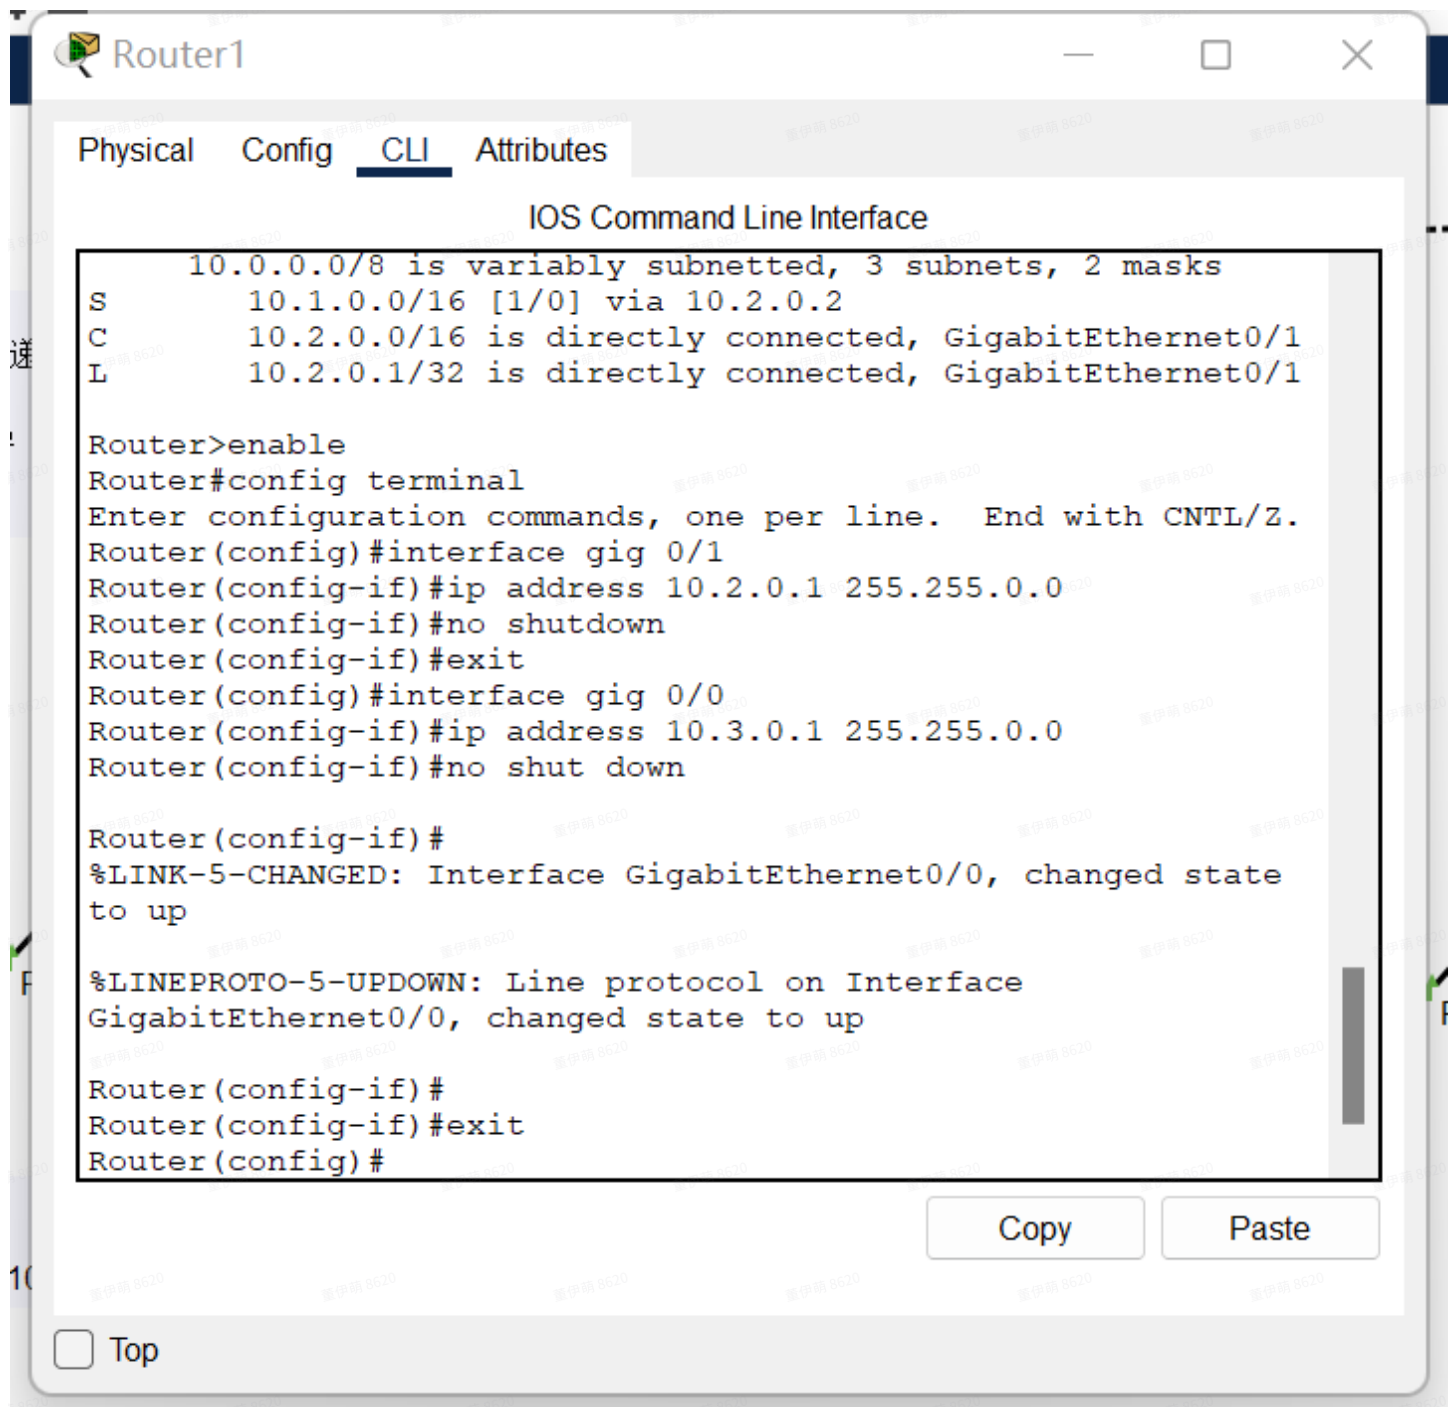 Router1
Physical Config CLI Attributes
IOS Command Line Interface
10.0.0.0/8 is variably subnetted, 3 subnets, 2 masks
S 10.1.0.0/16 [1/0] via 10.2.0.2
C 10.2.0.0/16 is directly connected, GigabitEthernet0/1
L 10.2.0.1/32 is directly connected, GigabitEthernet0/1
Router>enable
Router#config terminal
Enter configuration commands, one per line. End with CNTL/Z.
Router(config)#interface gig 0/1
Router(config-if)#ip address 10.2.0.1 255.255.0.0
Router(config-if)#no shutdown
Router(config-if)#exit
Router(config)#interface gig 0/0
Router(config-if)#ip address 10.3.0.1 255.255.0.0
Router(config-if)#no shut down
Router(config-if)#
%LINK-5-CHANGED: Interface GigabitEthernet0/0, changed state
to up
%LINEPROTO-5-UPDOWN: Line protocol on Interface
GigabitEthernet0/0, changed state to up
Router(config-if)#
Router(config-if)#exit
Router(config)#
Copy Paste
10
Top